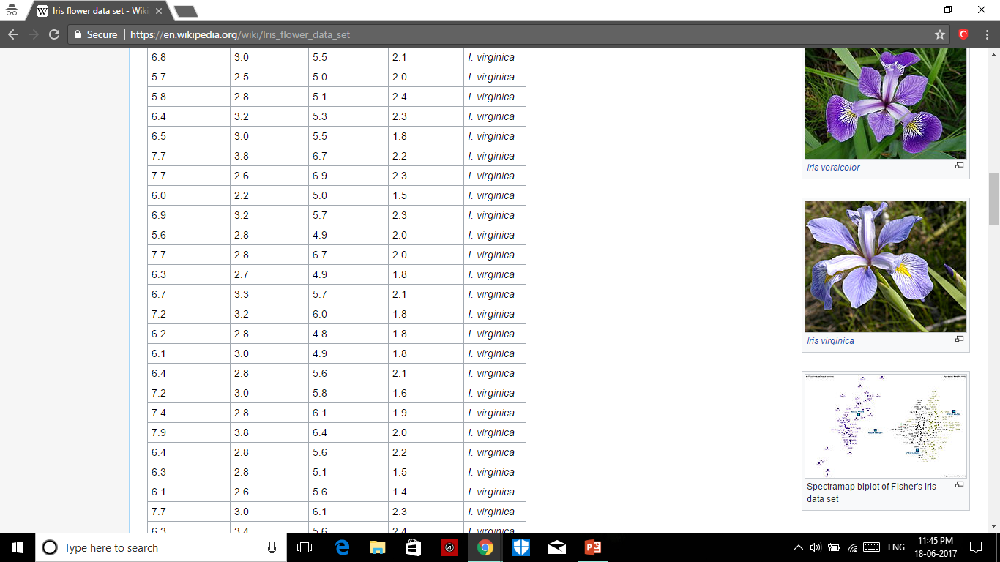 Iris flower data set - Wiki
Secure https://en.wikipedia.org/wiki/Iris_flower_data_set
6.8 3.0 5.5 2.1 I. virginica
5.7 2.5 5.0 2.0 I. virginica
5.8 2.8 5.1 2.4 I. virginica
6.4 3.2 5.3 2.3 I. virginica
6.5 3.0 5.5 1.8 I. virginica
7.7 3.8 6.7 2.2 I. virginica
7.7 2.6 6.9 2.3 I. virginica
6.0 2.2 5.0 1.5 I. virginica
6.9 3.2 5.7 2.3 I. virginica
5.6 2.8 4.9 2.0 I. virginica
7.7 2.8 6.7 2.0 I. virginica
6.3 2.7 4.9 1.8 I. virginica
6.7 3.3 5.7 2.1 I. virginica
7.2 3.2 6.0 1.8 I. virginica
6.2 2.8 4.8 1.8 I. virginica
6.1 3.0 4.9 1.8 I. virginica
6.4 2.8 5.6 2.1 I. virginica
7.2 3.0 5.8 1.6 I. virginica
7.4 2.8 6.1 1.9 I. virginica
7.9 3.8 6.4 2.0 I. virginica
6.4 2.8 5.6 2.2 I. virginica
6.3 2.8 5.1 1.5 I. virginica
6.1 2.6 5.6 1.4 I. virginica
7.7 3.0 6.1 2.3 I. virginica
6.3 3.4 5.6 2.4 I. virginica
Iris versicolor
Iris virginica
Spectramap biplot of Fisher's iris
data set
Type here to search
ENG
11:45 PM
18-06-2017